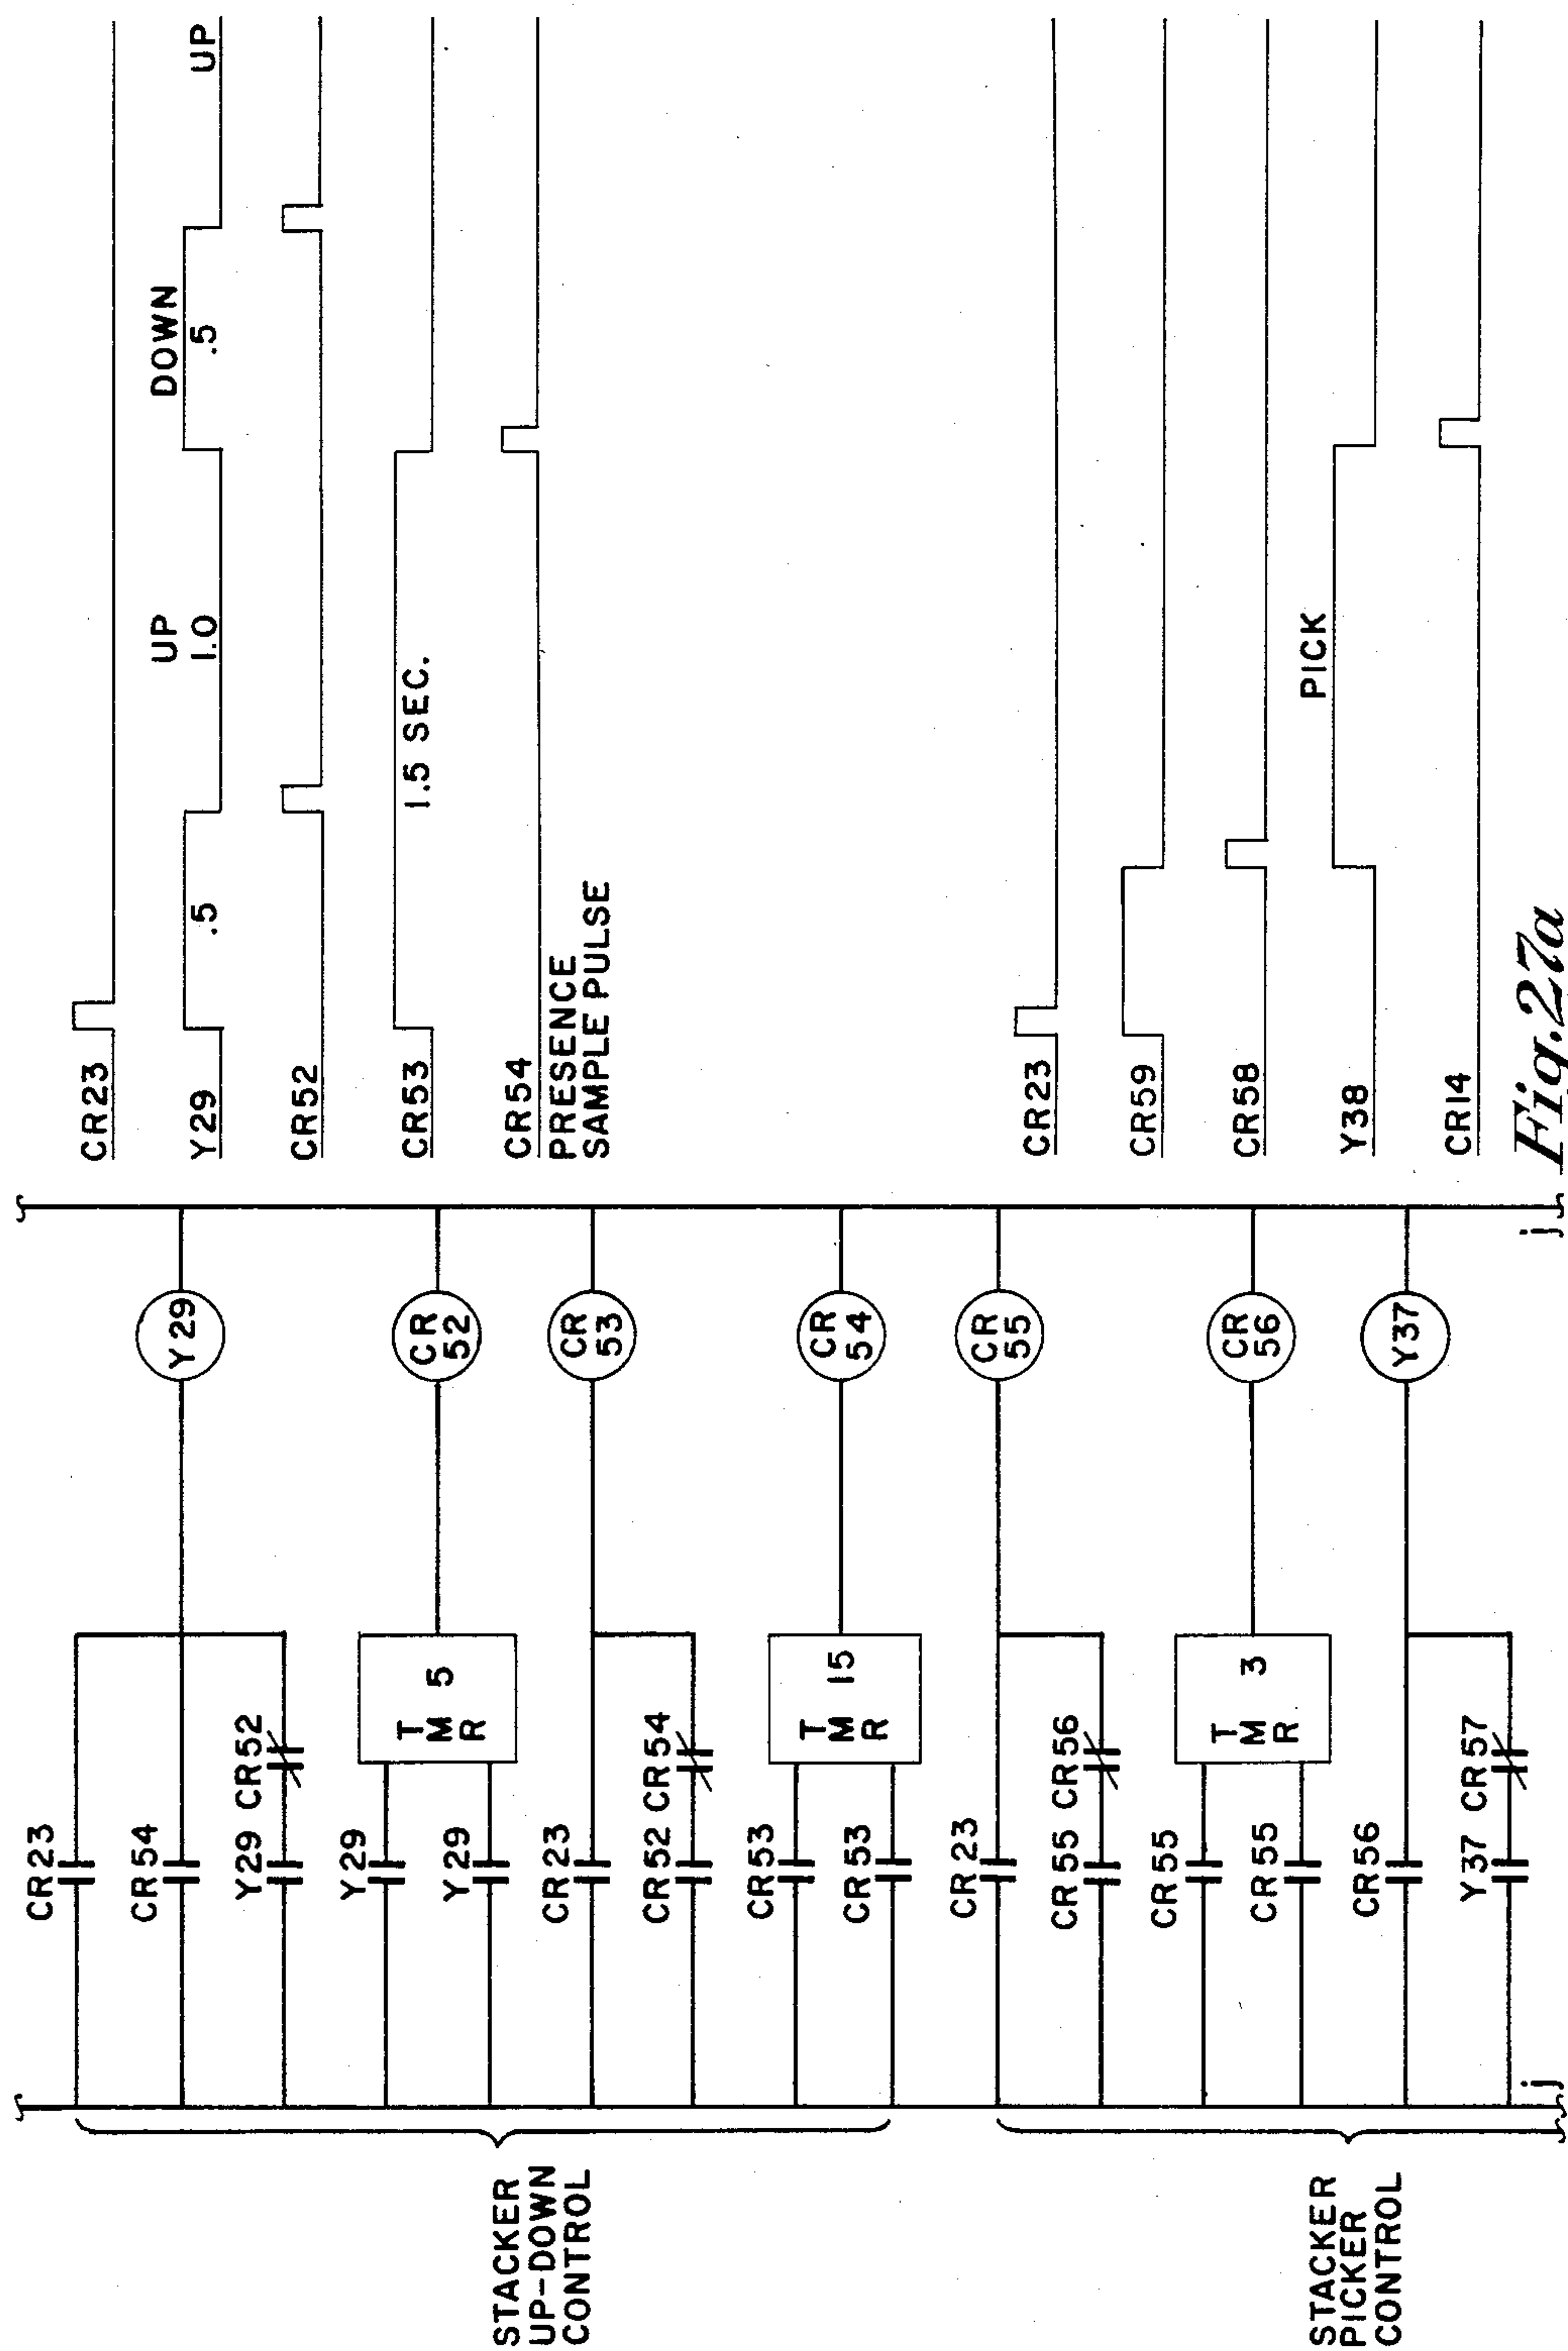 STACKER
UP-DOWN
CONTROL
CR23
CR54
Y29 CR52
Y29
Y29
Y29
T
M 5
R
CR
52
CR23
CR52 CR54
CR
53
CR53
CR53
T
M 15
R
CR
54
STACKER
PICKER
CONTROL
CR23
CR55 CR56
CR
55
CR55
CR55
T
M 3
R
CR
56
CR56
Y37 CR57
Y37
j
j
CR23
Y29
.5
UP
1.0
DOWN
.5
UP
CR52
CR53
1.5 SEC.
CR54
PRESENCE
SAMPLE PULSE
CR23
CR59
CR58
Y38
PICK
CR14
Fig. 27a